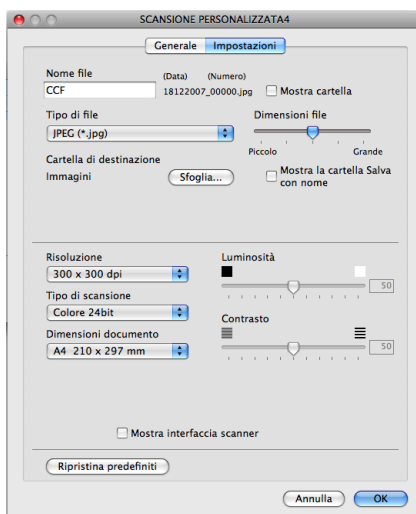 SCANSIONE PERSONALIZZATA4
Generale Impostazioni
Nome file (Data) (Numero)
CCF 18122007_00000.jpg Mostra cartella
Tipo di file Dimensioni file
JPEG (*.jpg)
Piccolo Grande
Cartella di destinazione
Immagini Sfoglia... Mostra la cartella Salva
con nome
Risoluzione Luminosità
300 x 300 dpi
50
Tipo di scansione
Colore 24bit
Contrasto
Dimensioni documento
A4 210 x 297 mm 50
Mostra interfaccia scanner
Ripristina predefiniti
Annulla OK